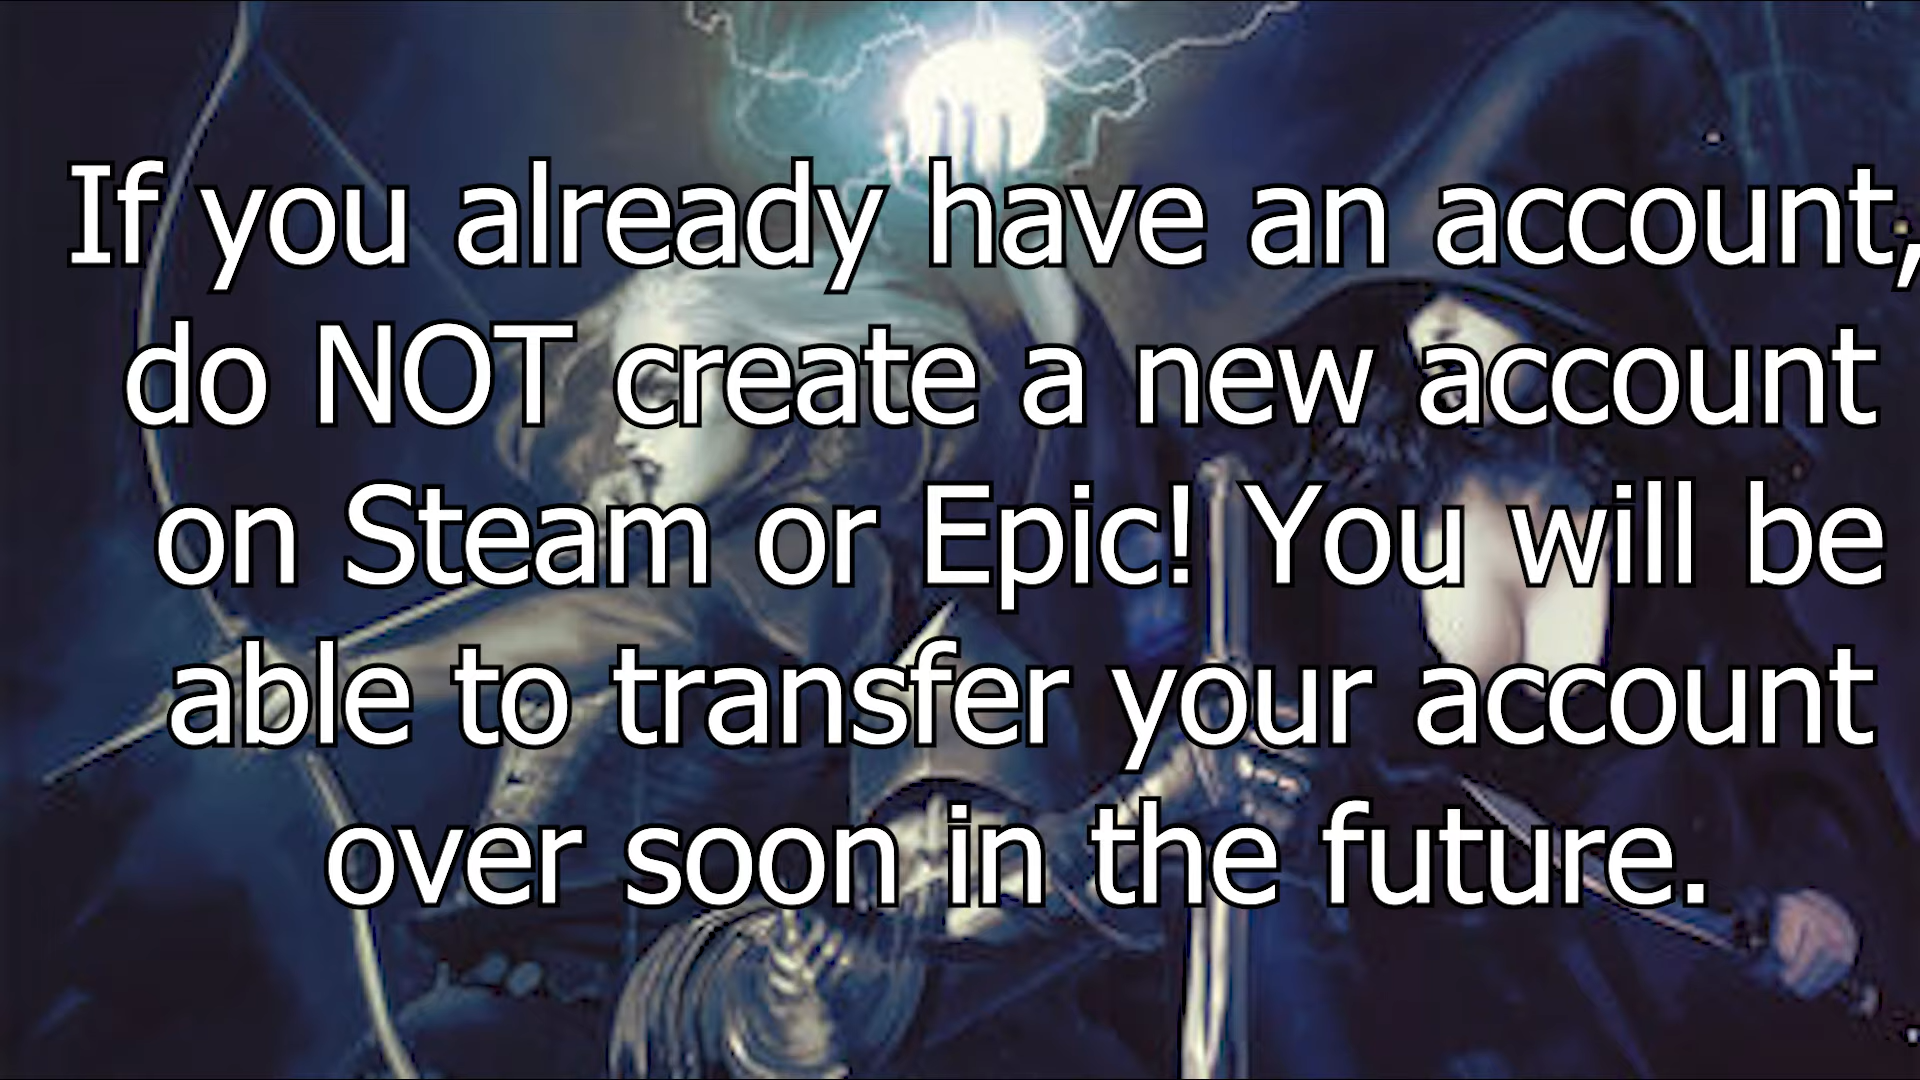 If you already have an account,
do NOT create a new account
on Steam or Epic! You will be
able to transfer your account
over soon in the future.